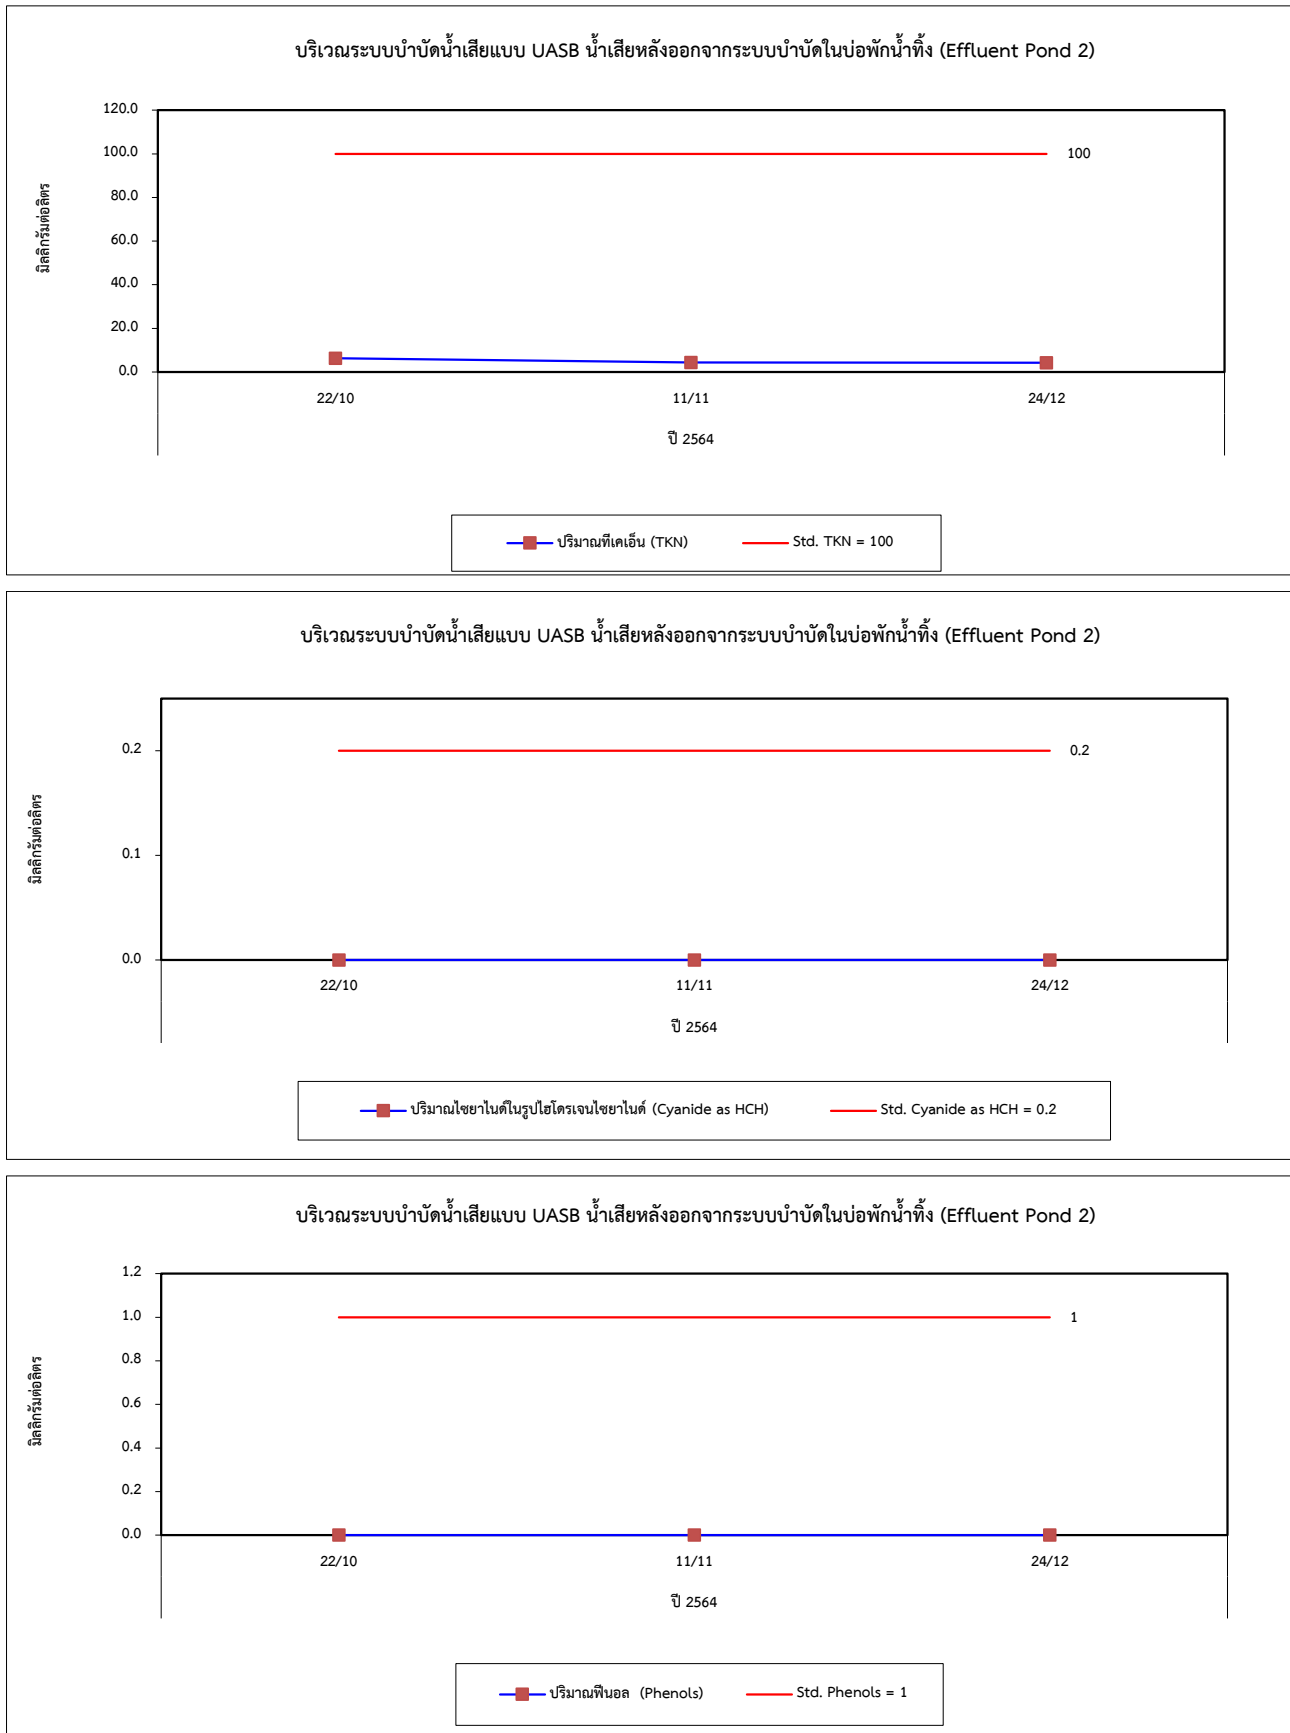 บริเวณระบบบำบัดน้ำเสียแบบ UASB น้ำเสียหลังออกจากระบบบำบัดในบ่อพักน้ำทิ้ง (Effluent Pond 2)
มิลลิกรัมต่อลิตร
120.0
100.0
80.0
60.0
40.0
20.0
0.0
100
22/10 11/11 24/12
ปี 2564
ปริมาณทีเคเอ็น (TKN) Std. TKN = 100
บริเวณระบบบำบัดน้ำเสียแบบ UASB น้ำเสียหลังออกจากระบบบำบัดในบ่อพักน้ำทิ้ง (Effluent Pond 2)
มิลลิกรัมต่อลิตร
0.2
0.1
0.0
0.2
22/10 11/11 24/12
ปี 2564
ปริมาณไซยาไนด์ในรูปไฮโดรเจนไซยาไนด์ (Cyanide as HCH) Std. Cyanide as HCH = 0.2
บริเวณระบบบำบัดน้ำเสียแบบ UASB น้ำเสียหลังออกจากระบบบำบัดในบ่อพักน้ำทิ้ง (Effluent Pond 2)
มิลลิกรัมต่อลิตร
1.2
1.0
0.8
0.6
0.4
0.2
0.0
1
22/10 11/11 24/12
ปี 2564
ปริมาณฟีนอล (Phenols) Std. Phenols = 1